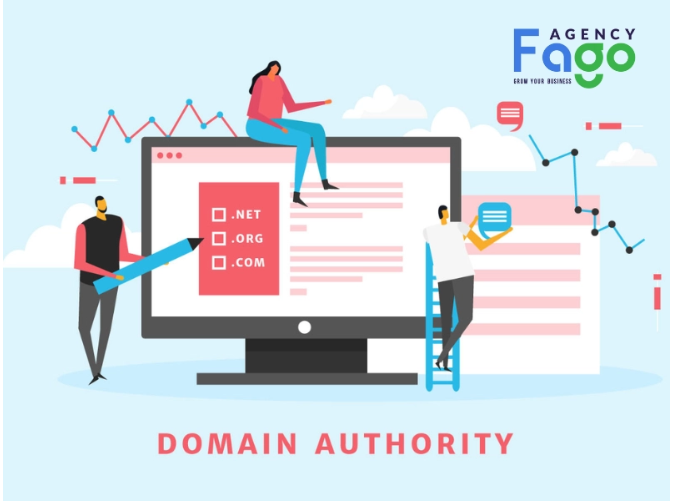 AGENCY
Fago
GROW YOUR BUSINESS
.NET
.ORG
.COM
DOMAIN AUTHORITY